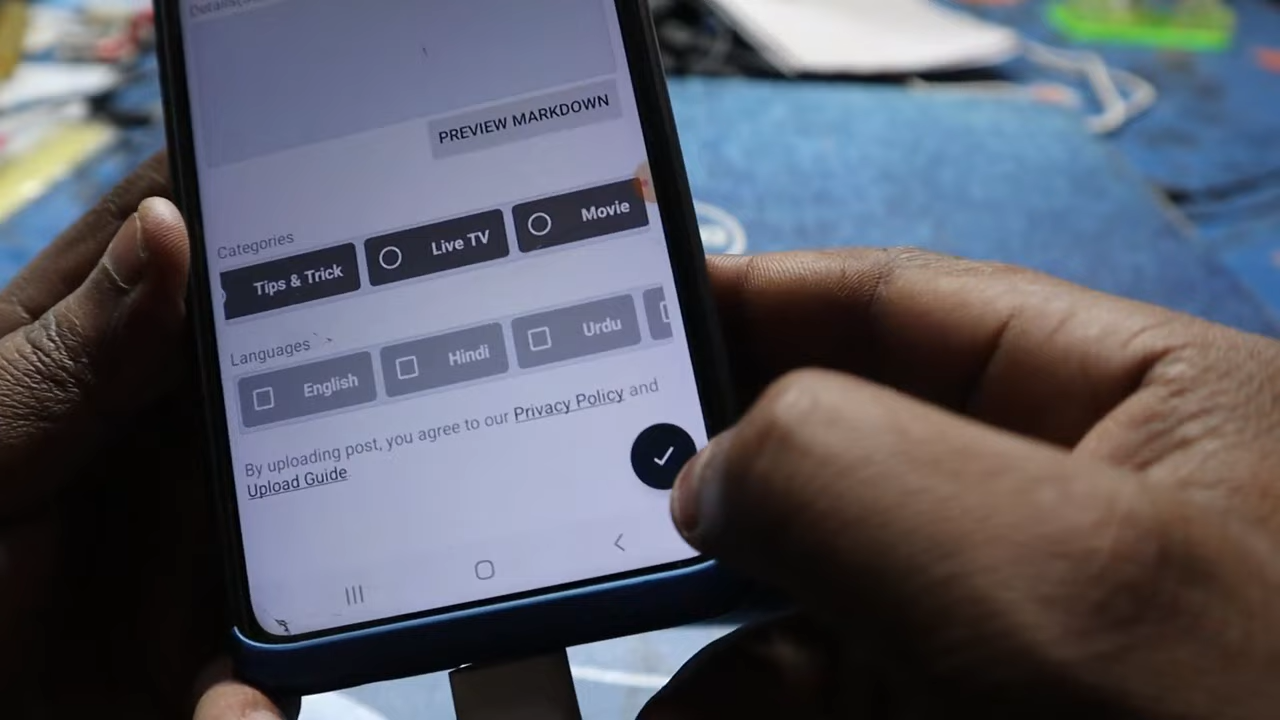 PREVIEW MARKDOWN
Categories
Tips & Trick
Live TV
Movie
Languages
English
Hindi
Urdu
By uploading post, you agree to our Privacy Policy and
Upload Guide